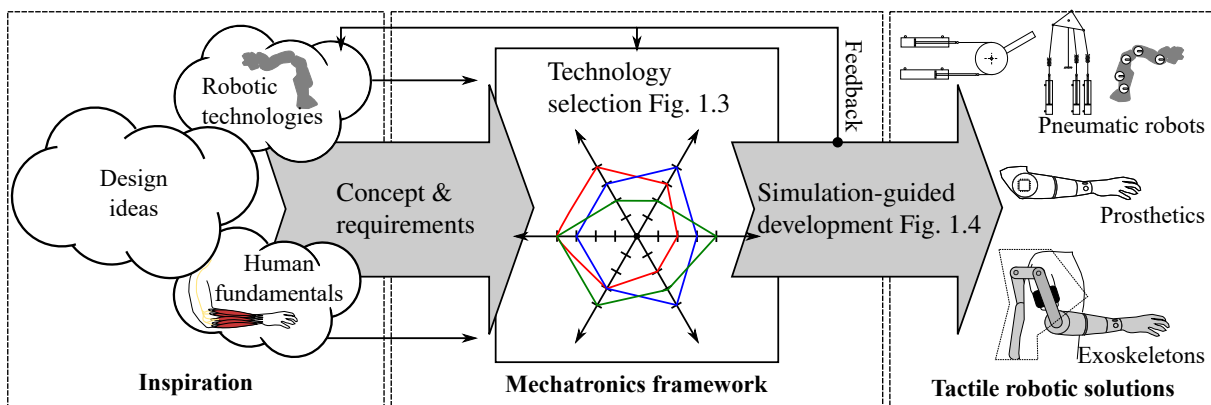 Robotic
technologies
Design
ideas
Human
fundamentals
Inspiration
Concept &
requirements
Technology
selection Fig. 1.3
Feedback
Simulation-guided
development Fig. 1.4
Mechatronics framework
Pneumatic robots
Prosthetics
Exoskeletons
Tactile robotic solutions